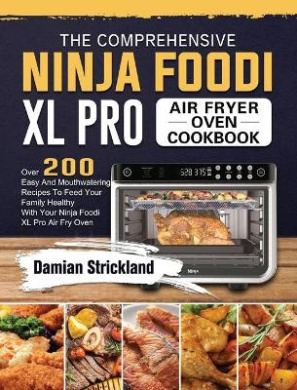 THE COMPREHENSIVE
NINJA FOODI
XL PRO
AIR FRYER
OVEN
COOKBOOK
Over 200
Easy And Mouthwatering
Recipes To Feed Your
Family Healthy
With Your Ninja Foodi
XL Pro Air Fry Oven
Damian Strickland